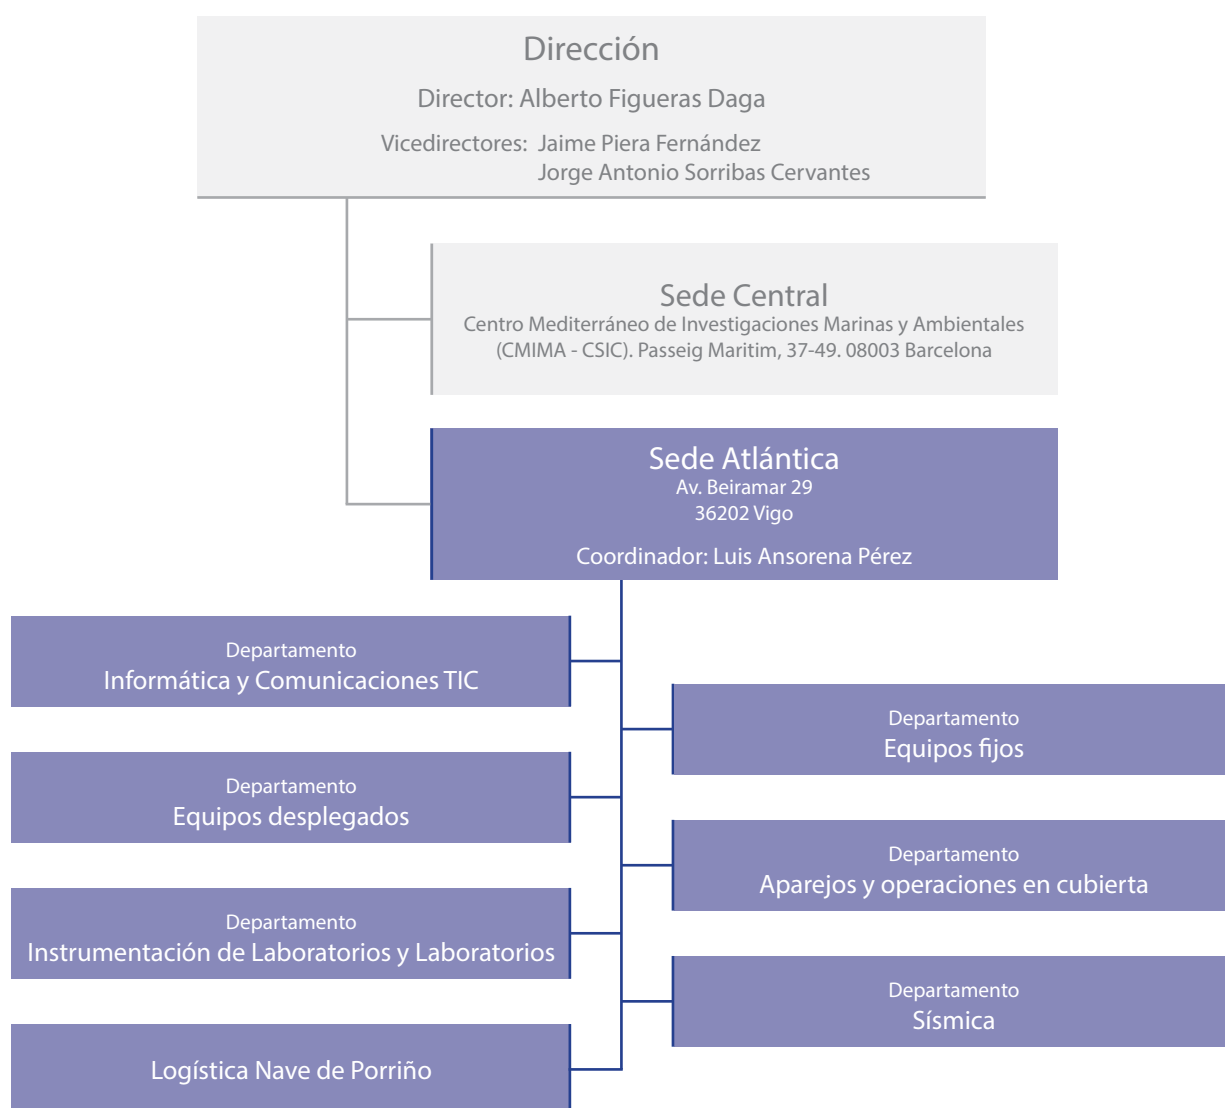 Dirección
Director: Alberto Figueras Daga
Vicedirectores: Jaime Piera Fernández
Jorge Antonio Sorribas Cervantes
Sede Central
Centro Mediterráneo de Investigaciones Marinas y Ambientales
(CMIMA - CSIC). Passeig Maritim, 37-49. 08003 Barcelona
Sede Atlántica
Av. Beiramar 29
36202 Vigo
Coordinador: Luis Ansorena Pérez
Departamento
Informática y Comunicaciones TIC
Departamento
Equipos fijos
Departamento
Equipos desplegados
Departamento
Aparejos y operaciones en cubierta
Departamento
Instrumentación de Laboratorios y Laboratorios
Departamento
Sísmica
Logística Nave de Porriño